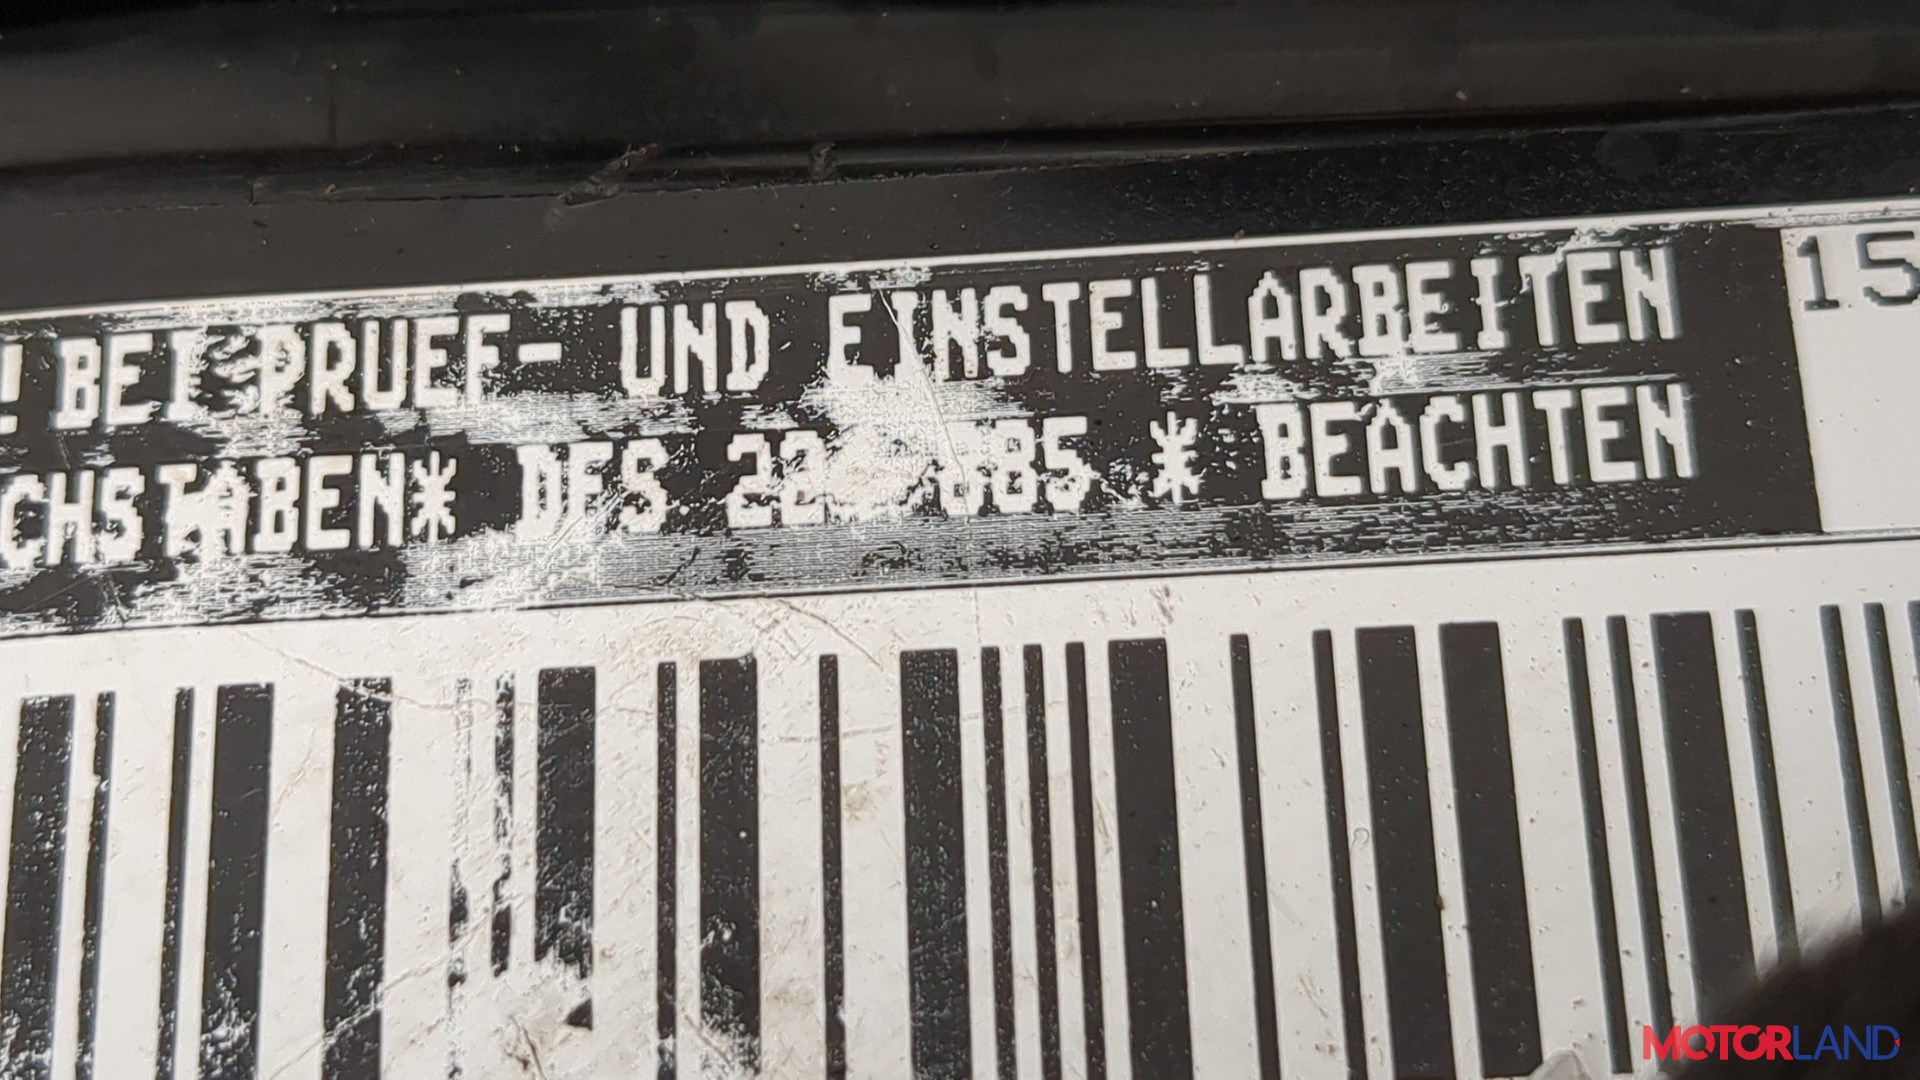 ! BEI PRUEF- UND EINSTELLARBEITEN
15
CHSTABEN* DES * BEACHTEN
MOTORLAND